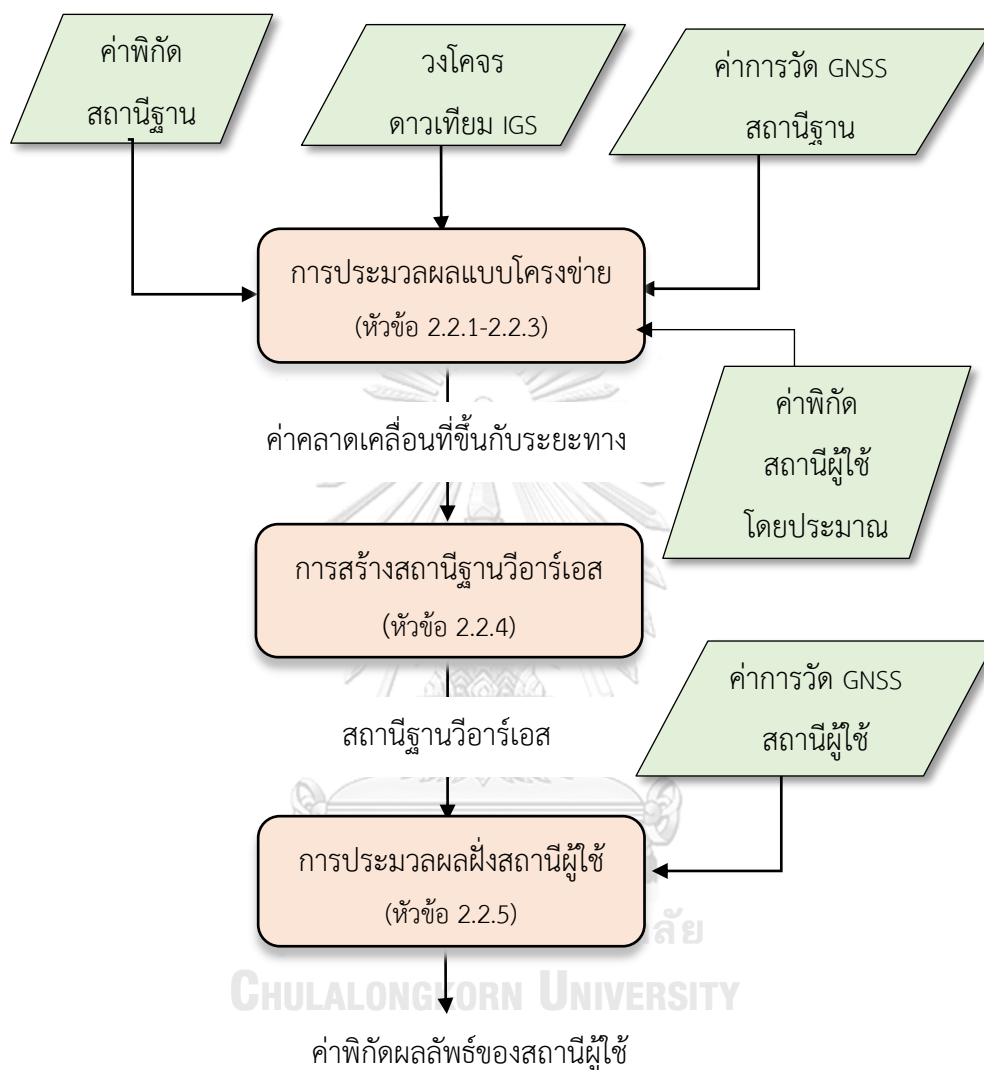 ค่าพิกัด
สถานีฐาน
วงโคจร
ดาวเทียม IGS
ค่าการวัด GNSS
สถานีฐาน
การประมวลผลแบบโครงข่าย
(หัวข้อ 2.2.1-2.2.3)
ค่าพิกัด
สถานีผู้ใช้
โดยประมาณ
ค่าคลาดเคลื่อนที่ขึ้นกับระยะทาง
การสร้างสถานีฐานวีอาร์เอส
(หัวข้อ 2.2.4)
ค่าการวัด GNSS
สถานีผู้ใช้
สถานีฐานวีอาร์เอส
การประมวลผลฝั่งสถานีผู้ใช้
(หัวข้อ 2.2.5)
ลัย
CHULALONGKORN UNIVERSITY
ค่าพิกัดผลลัพธ์ของสถานีผู้ใช้